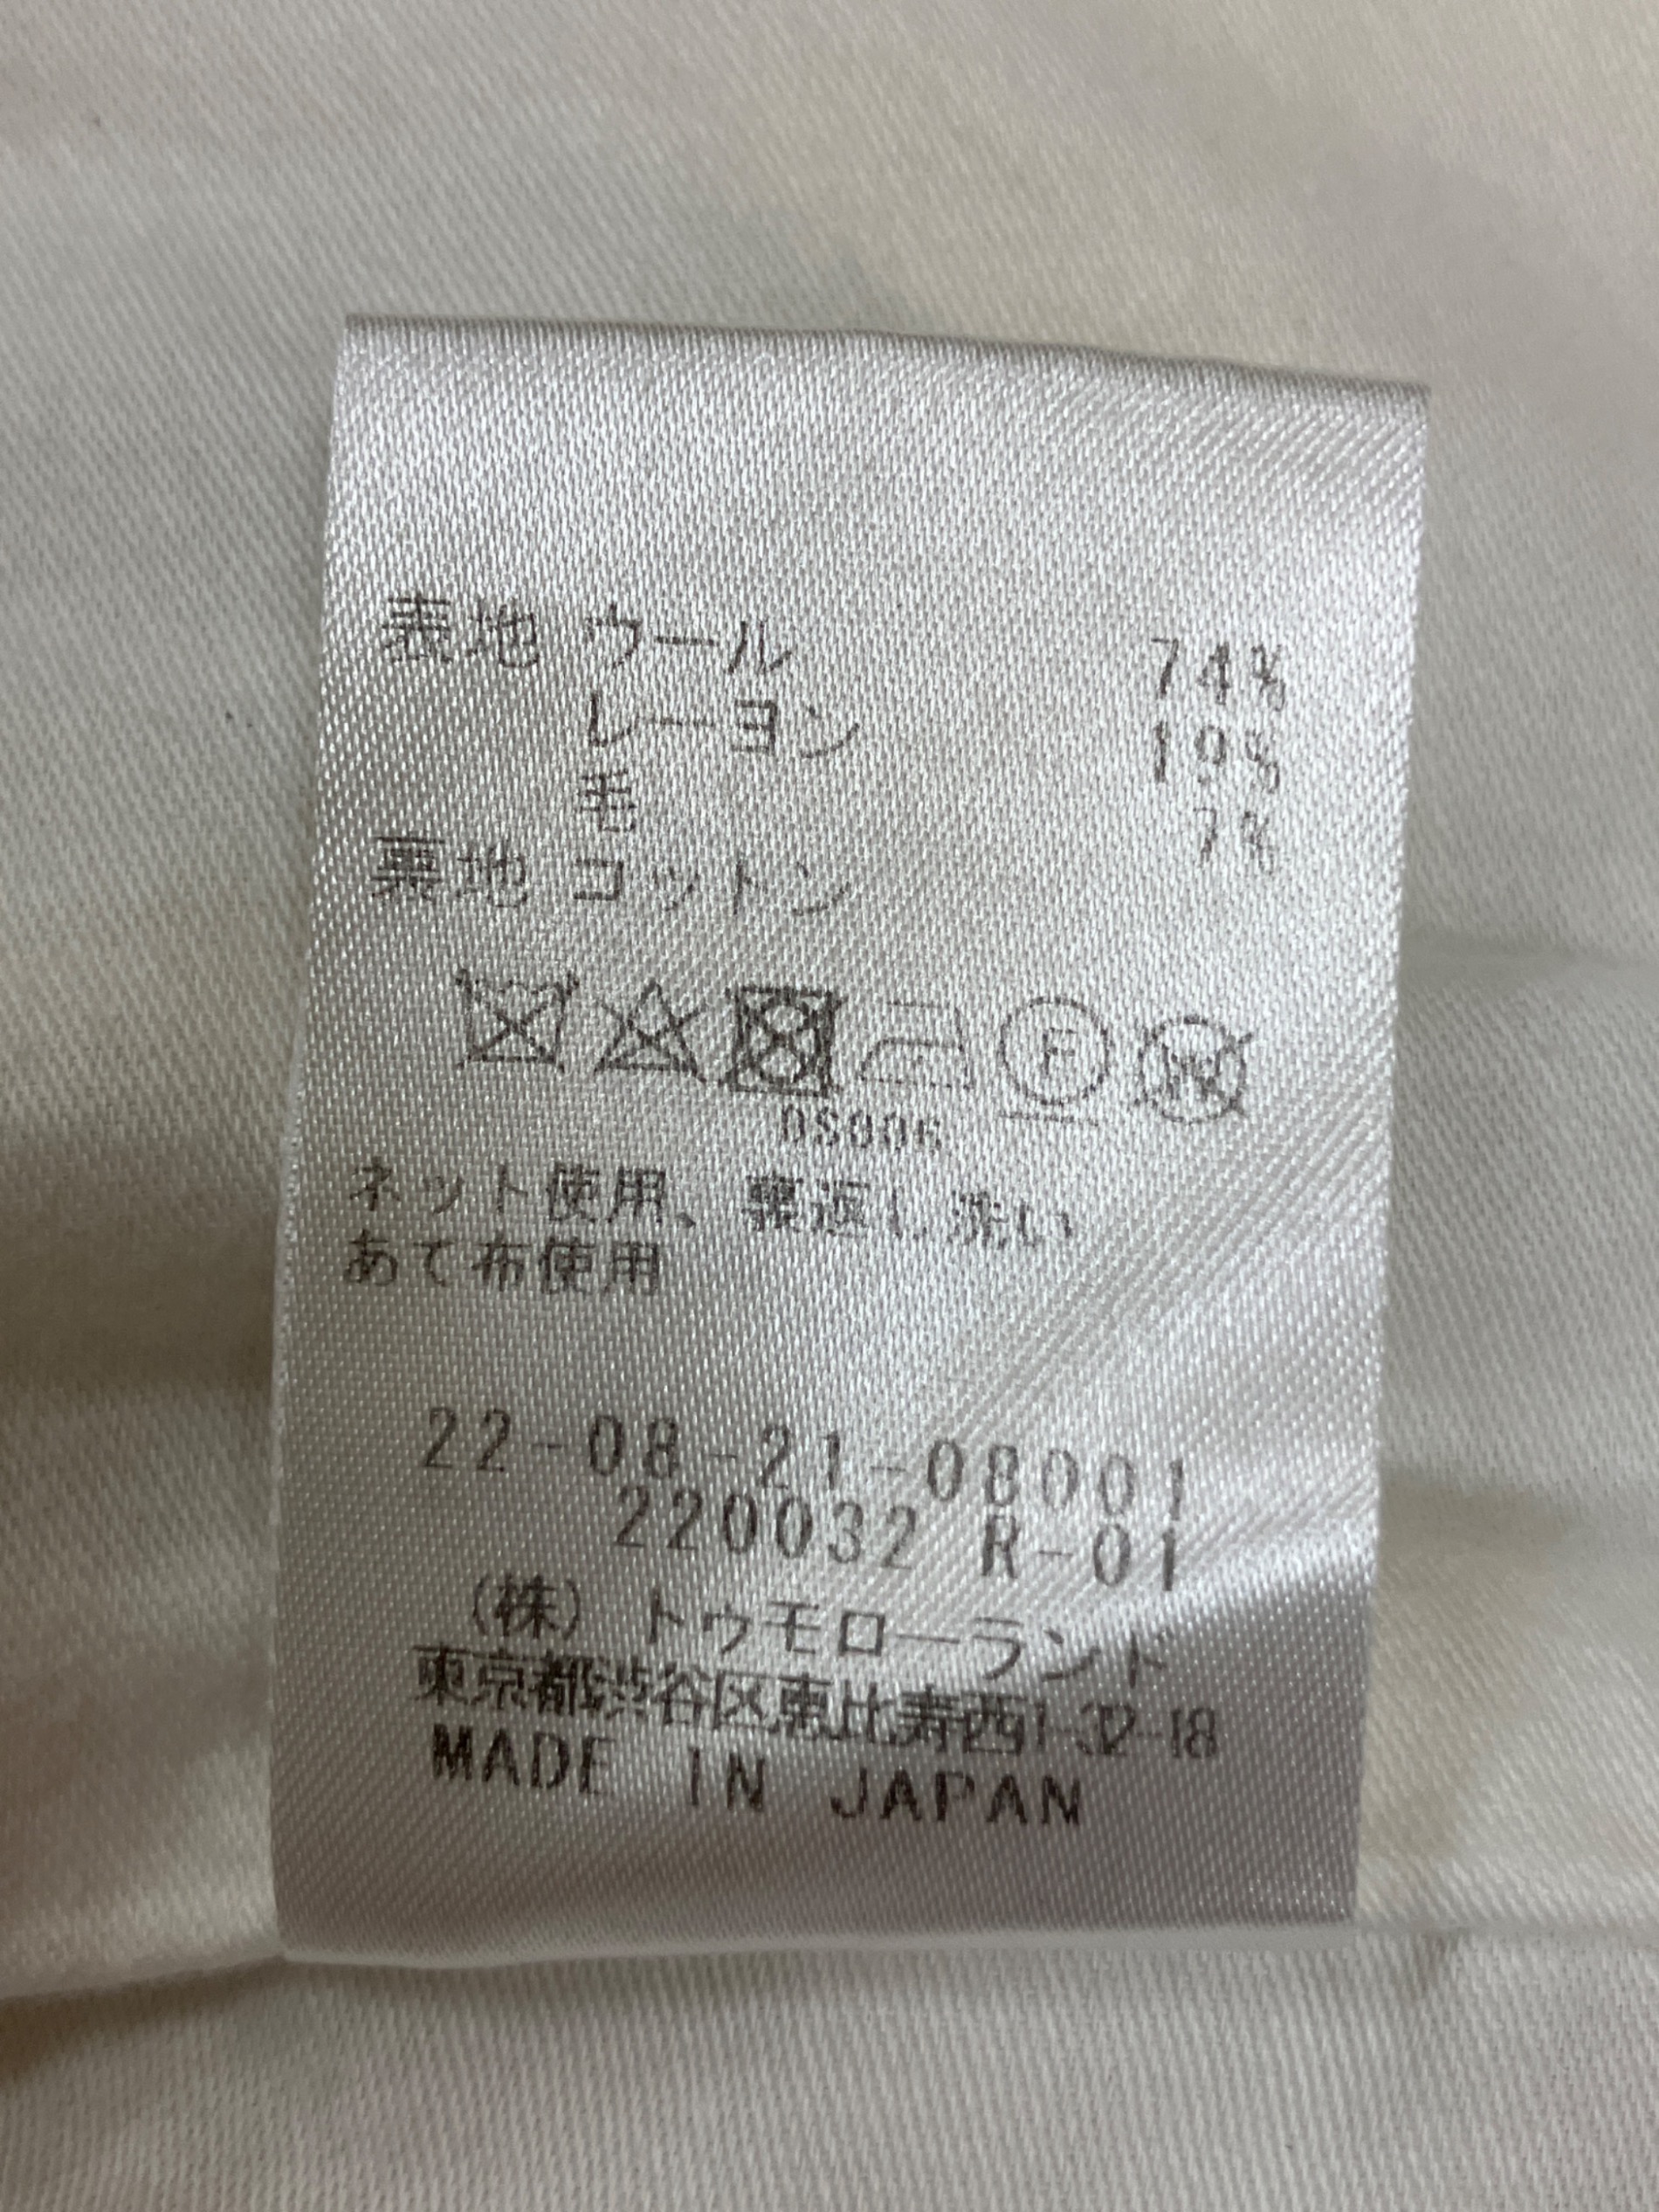 表地 ウール 74%
レーヨン 19%
毛 7%
裏地 コットン
F
W
DS006
ネット使用、裏返し洗い
あて布使用
22-08-21-08001
220032 R-01
(株)トゥモローランド
東京都渋谷区恵比寿西1-32-18
MADE IN JAPAN